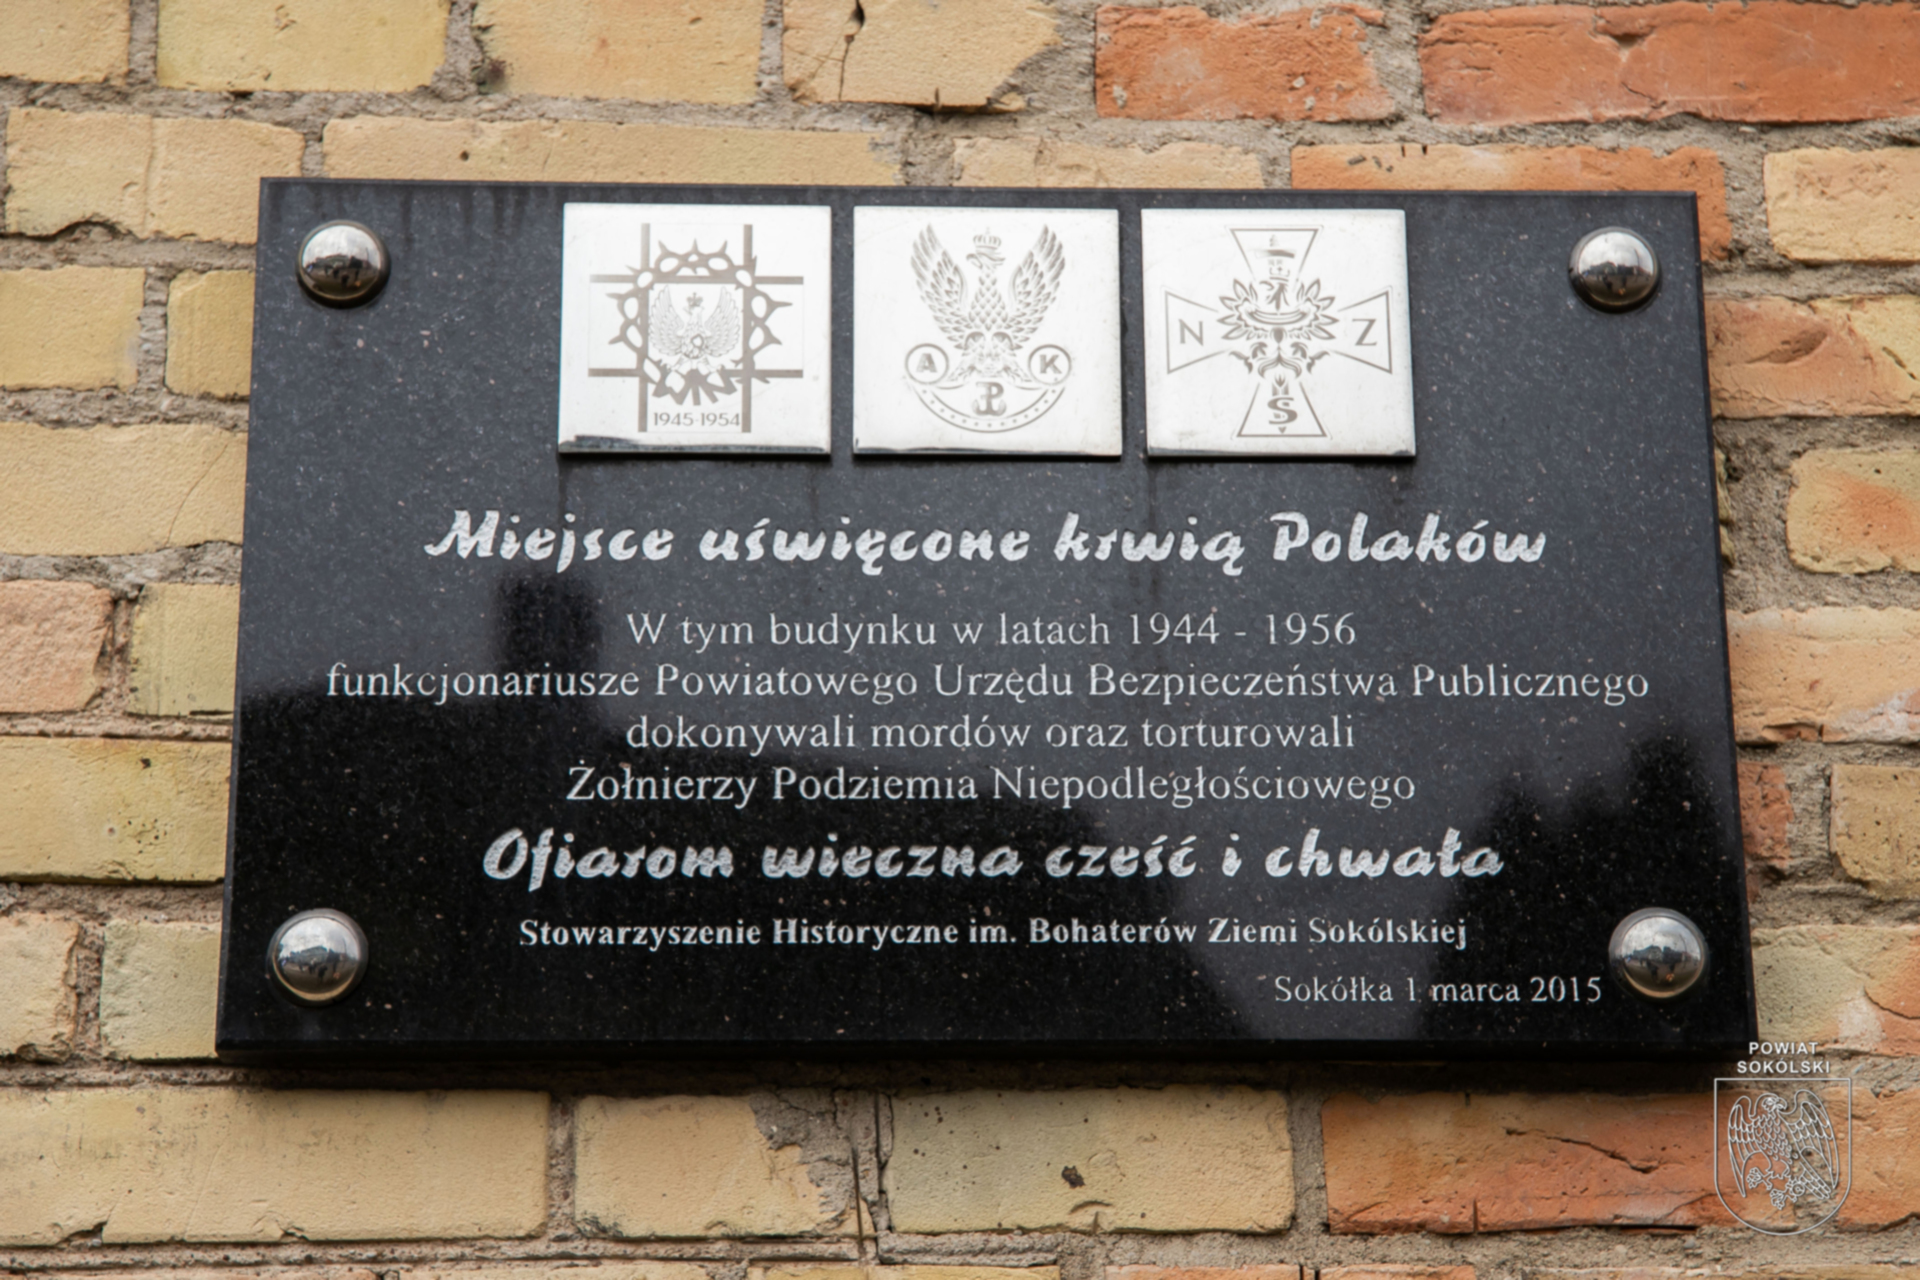 1945-1954
A K
P
N Z
S
Miejsce uświęcone krwią Polaków
W tym budynku w latach 1944 - 1956
funkcjonariusze Powiatowego Urzędu Bezpieczeństwa Publicznego
dokonywali mordów oraz torturowali
Żołnierzy Podziemia Niepodległościowego
Ofiarom wieczna cześć i chwała
Stowarzyszenie Historyczne im. Bohaterów Ziemi Sokólskiej
Sokółka 1 marca 2015
POWIAT
SOKÓLSKI